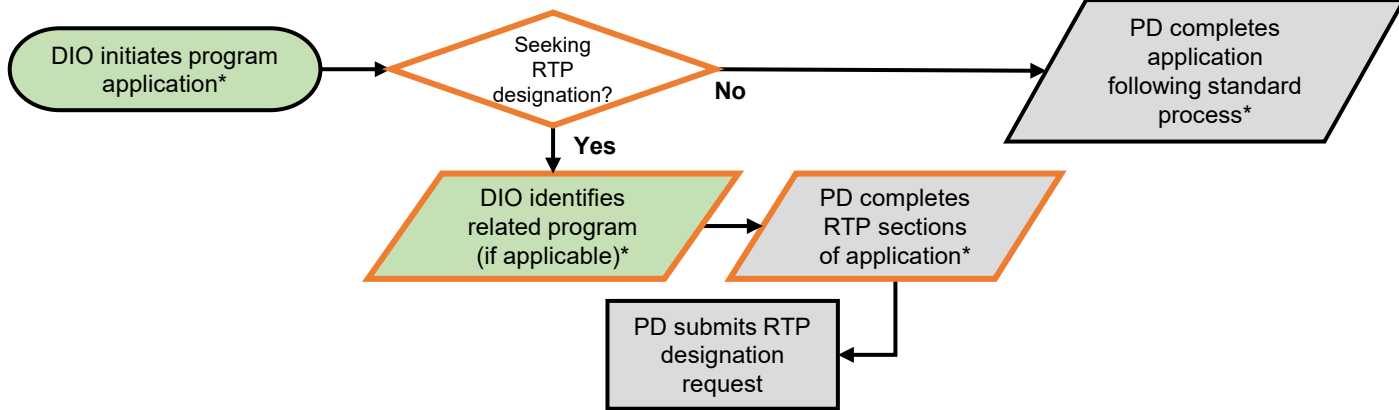 DIO initiates program
application*
Seeking
RTP
designation?
No
PD completes
application
following standard
process*
Yes
DIO identifies
related program
(if applicable)*
PD completes
RTP sections
of application*
PD submits RTP
designation
request